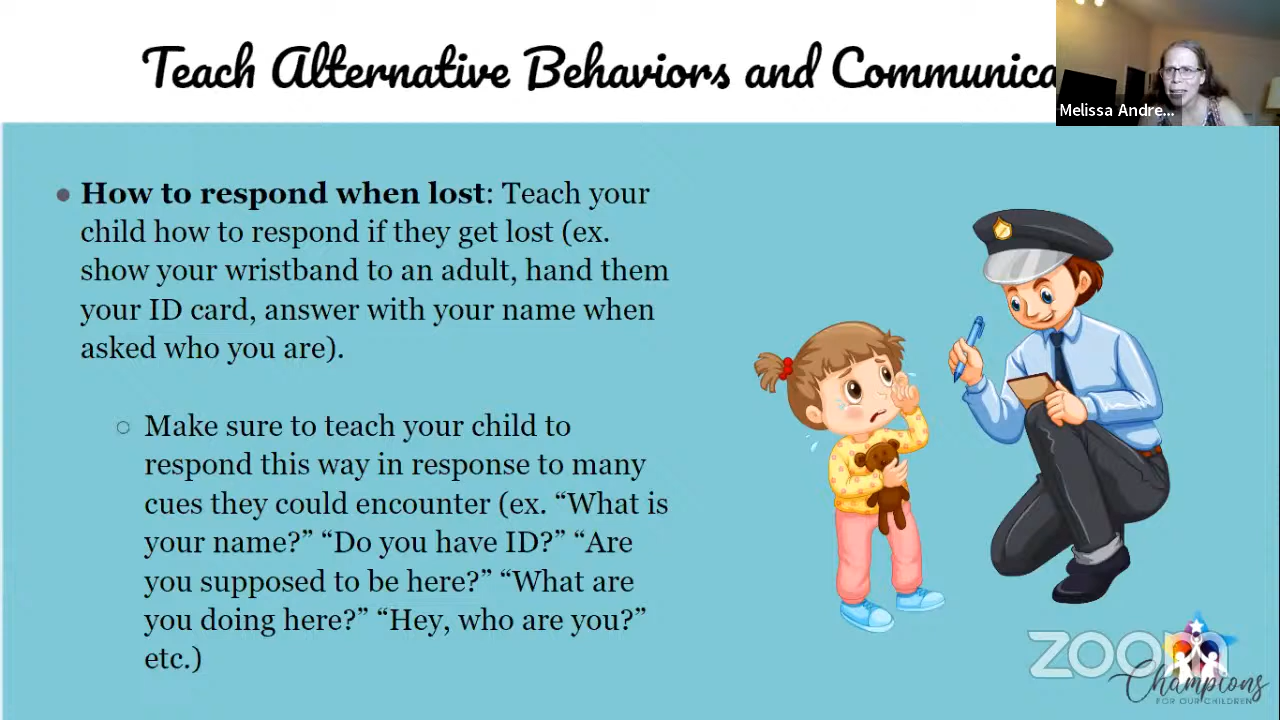 Teach Alternative Behaviors and Communica
Melissa Andre...
● How to respond when lost: Teach your
child how to respond if they get lost (ex.
show your wristband to an adult, hand them
your ID card, answer with your name when
asked who you are).
○ Make sure to teach your child to
respond this way in response to many
cues they could encounter (ex. “What is
your name?” “Do you have ID?” “Are
you supposed to be here?” “What are
you doing here?” “Hey, who are you?”
etc.)
zoom
Champions
FOR OUR CHILDREN